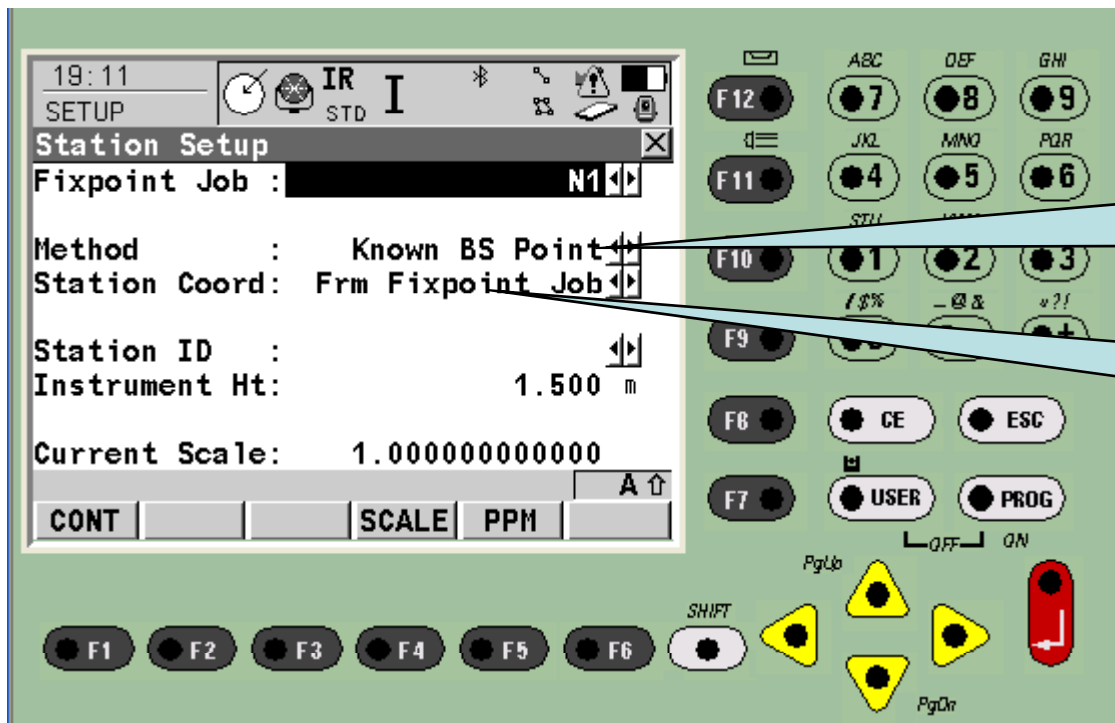 19:11
SETUP
IR
STD
I
Station Setup
Fixpoint Job : N1
Method : Known BS Point
Station Coord: Frm Fixpoint Job
Station ID :
Instrument Ht: 1.500 m
Current Scale: 1.000000000000
A
CONT SCALE PPM
F12 ABC 7 DEF 8 GHI 9
F11 JKL 4 MNO 5 PQR 6
F10 STU 1 2 3
F9 /$% _@& *?!
F8 CE ESC
F7 USER PROG
OFF ON
PgUp
SHIFT
F1 F2 F3 F4 F5 F6
PgDn